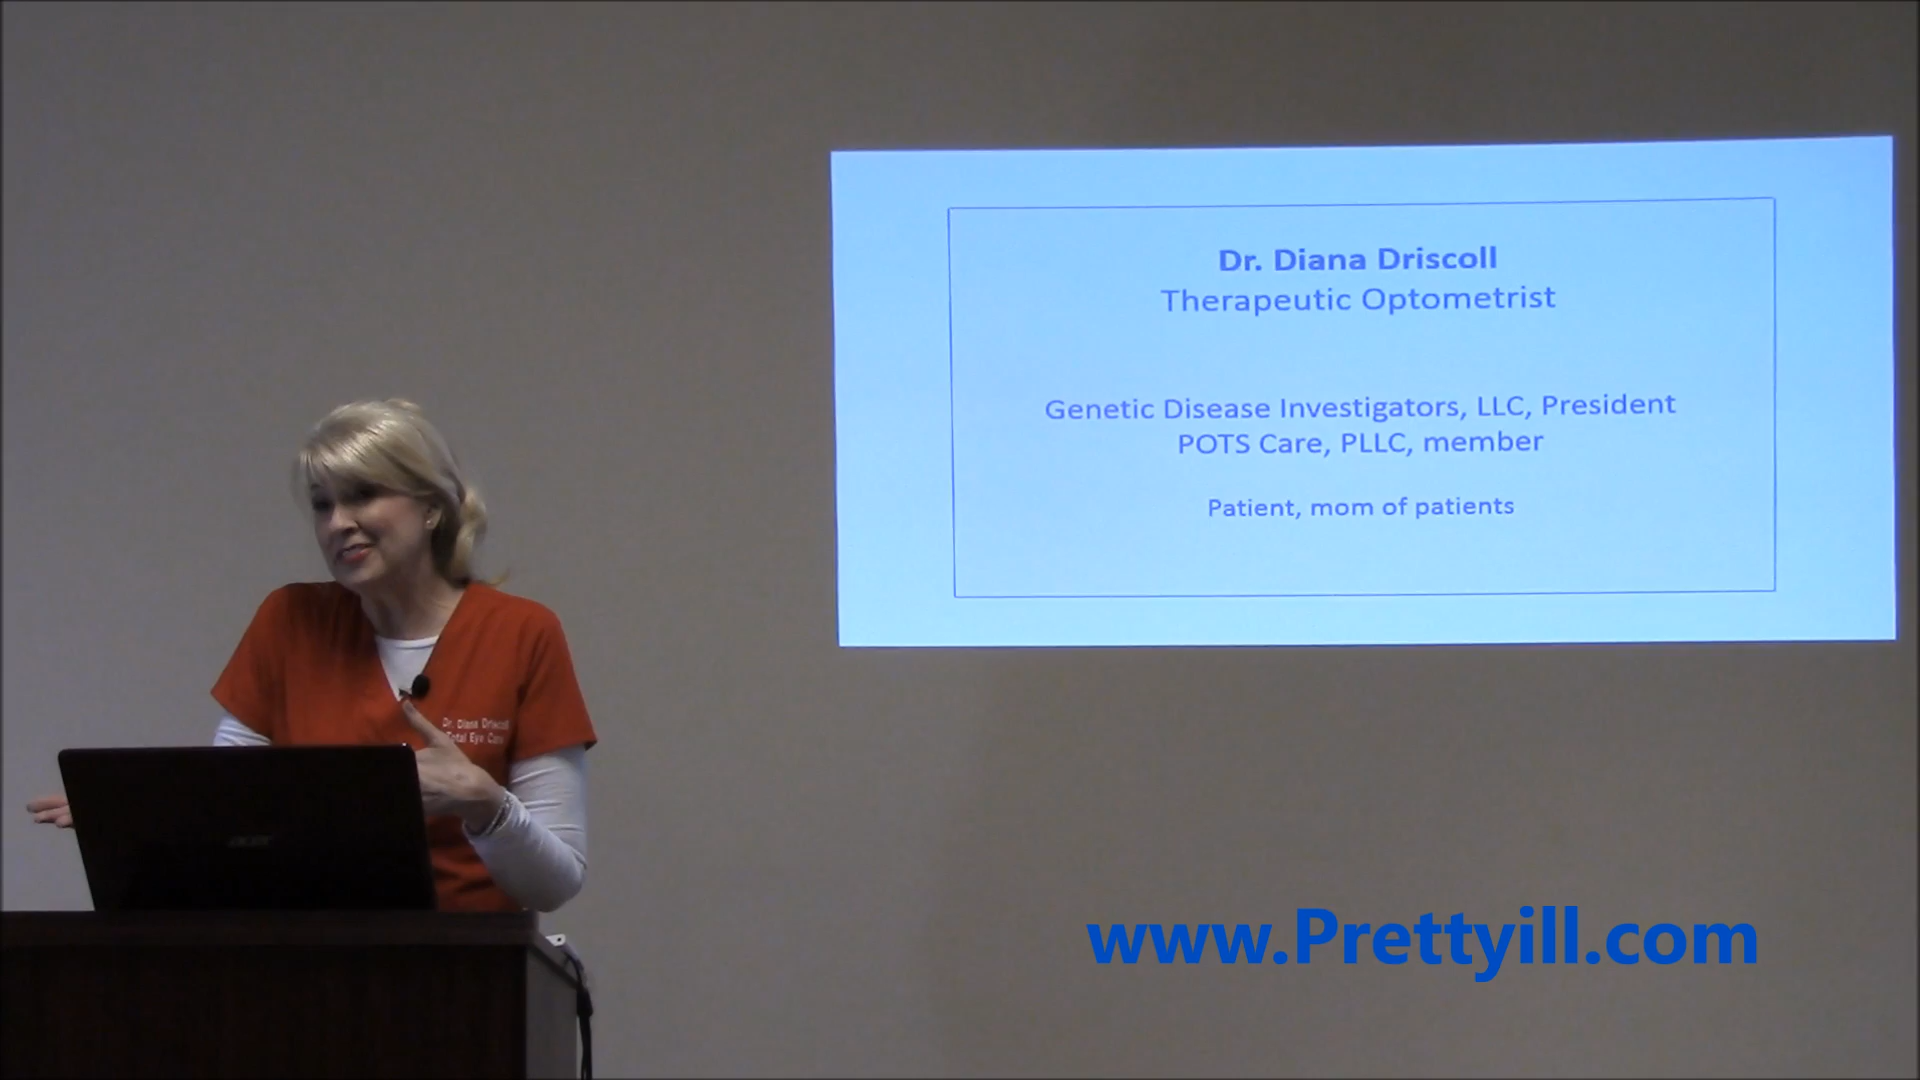 Dr. Diana Driscoll
Therapeutic Optometrist
Genetic Disease Investigators, LLC, President
POTS Care, PLLC, member
Patient, mom of patients
Dr. Diana Driscoll
Total Eye Care
acer
www.Prettyill.com